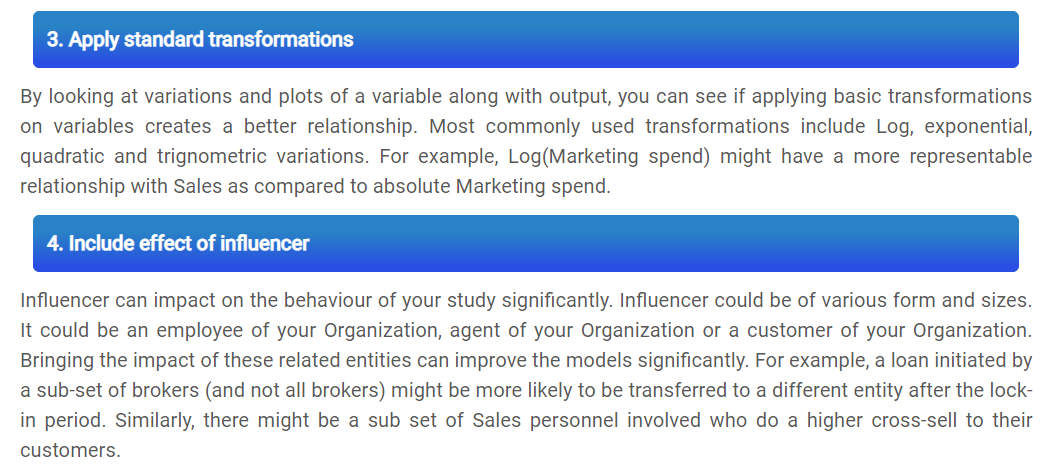 3. Apply standard transformations
By looking at variations and plots of a variable along with output, you can see if applying basic transformations
on variables creates a better relationship. Most commonly used transformations include Log, exponential,
quadratic and trignometric variations. For example, Log(Marketing spend) might have a more representable
relationship with Sales as compared to absolute Marketing spend.
4. Include effect of influencer
Influencer can impact on the behaviour of your study significantly. Influencer could be of various form and sizes.
It could be an employee of your Organization, agent of your Organization or a customer of your Organization.
Bringing the impact of these related entities can improve the models significantly. For example, a loan initiated by
a sub-set of brokers (and not all brokers) might be more likely to be transferred to a different entity after the lock-
in period. Similarly, there might be a sub set of Sales personnel involved who do a higher cross-sell to their
customers.